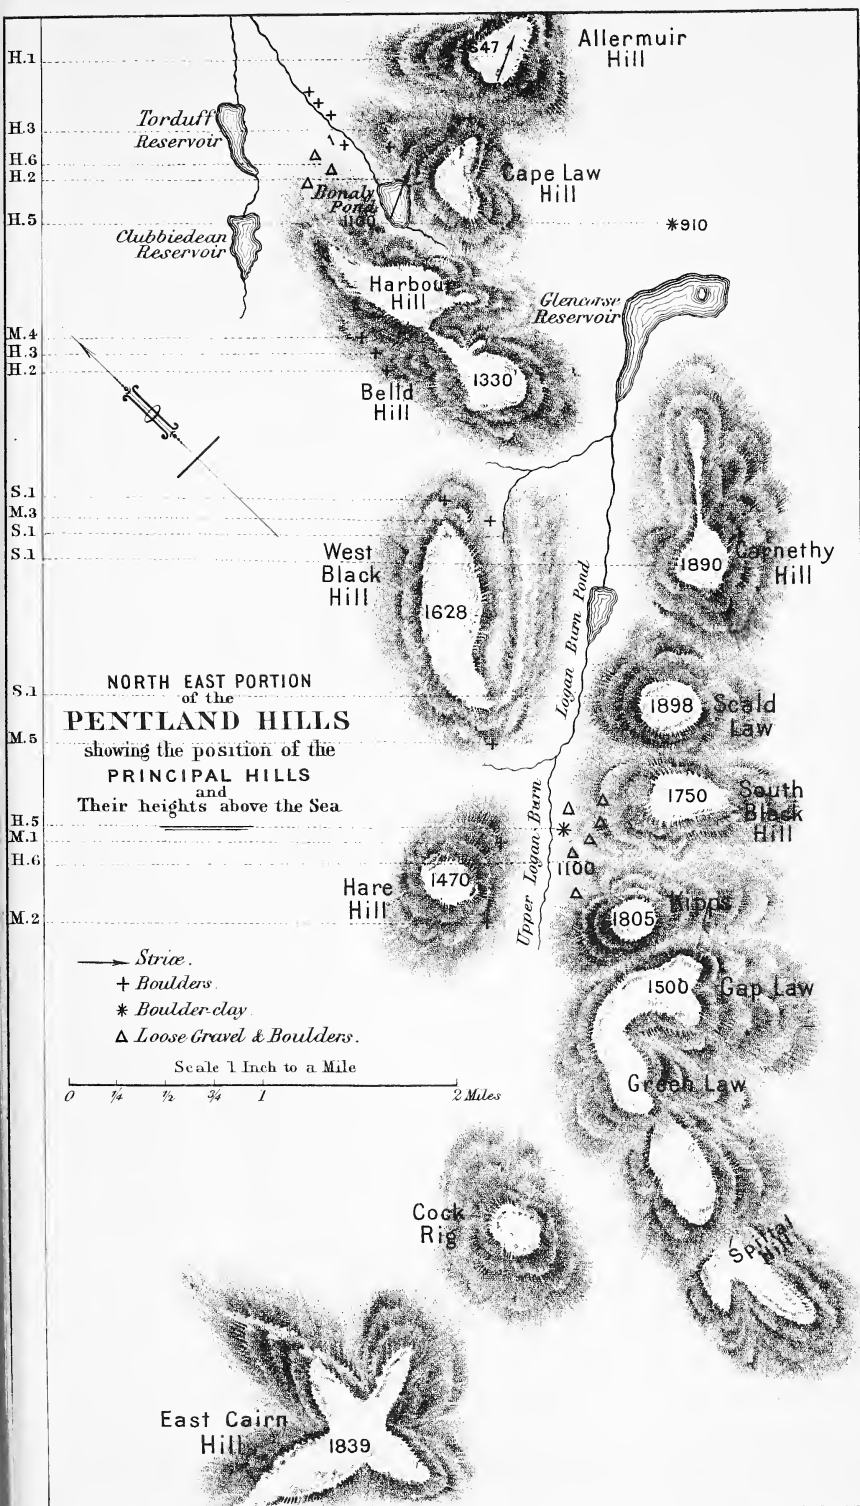 Allermuir
Hill
647
H.1
Torduff
Reservoir
H.3
H.6
H.2
Cape Law
Hill
Bonaly
Pond
1100
H.5
*910
Clubbiedean
Reservoir
Harbour
Hill
Glencorse
Reservoir
M.4
H.3
H.2
1330
Belld
Hill
S.1
M.3
S.1
S.1
West
Black
Hill
1628
Carnethy
Hill
1890
Logan Burn Pond
S.1
NORTH EAST PORTION
of the
PENTLAND HILLS
showing the position of the
PRINCIPAL HILLS
and
Their heights above the Sea
1898
Scald
Law
M.5
1750
South
Black
Hill
H.5
M.1
H.6
Upper Logan Burn
1100
Hare
Hill
1470
M.2
Kipps
1805
Striæ.
+ Boulders.
* Boulder-clay
Δ Loose Gravel & Boulders.
1500
Gap Law
Scale 1 Inch to a Mile
0 1/4 1/2 3/4 1 2 Miles
Green Law
Cock
Rig
Spittal
Hill
East Cairn
Hill
1839